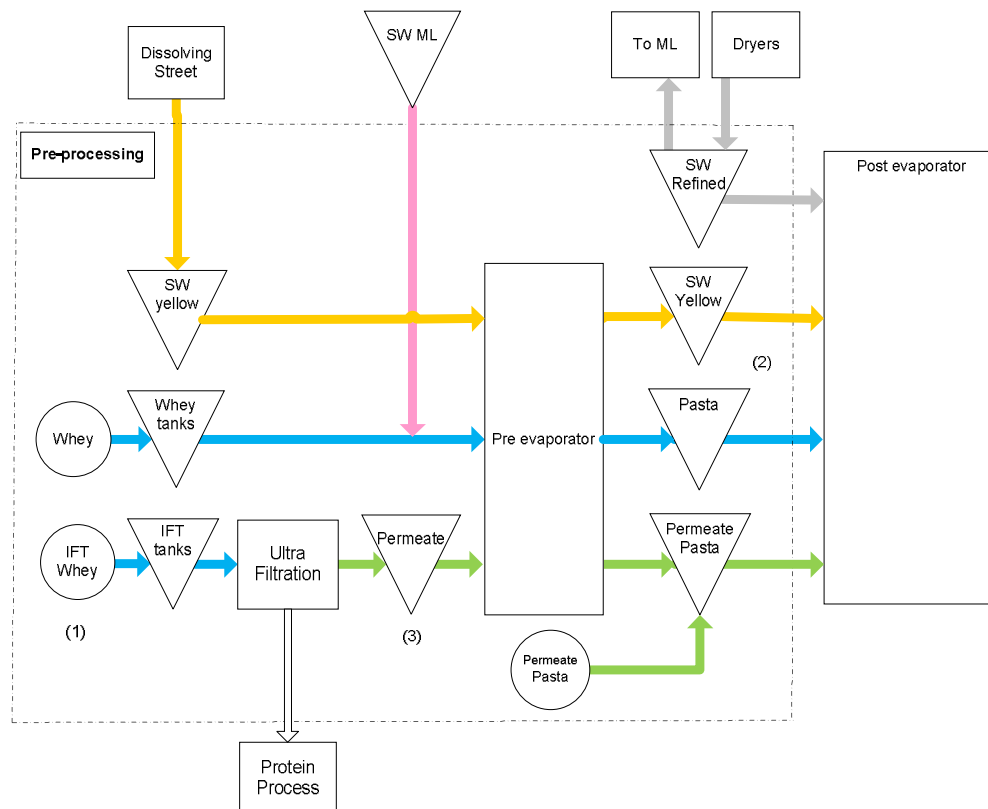 SW ML
To ML
Dryers
Dissolving
Street
Pre-processing
SW
Refined
Post evaporator
SW
yellow
SW
Yellow
(2)
Whey
Whey
tanks
Pre evaporator
Pasta
IFT
Whey
IFT
tanks
Ultra
Filtration
Permeate
Permeate
Pasta
(1)
(3)
Permeate
Pasta
Protein
Process